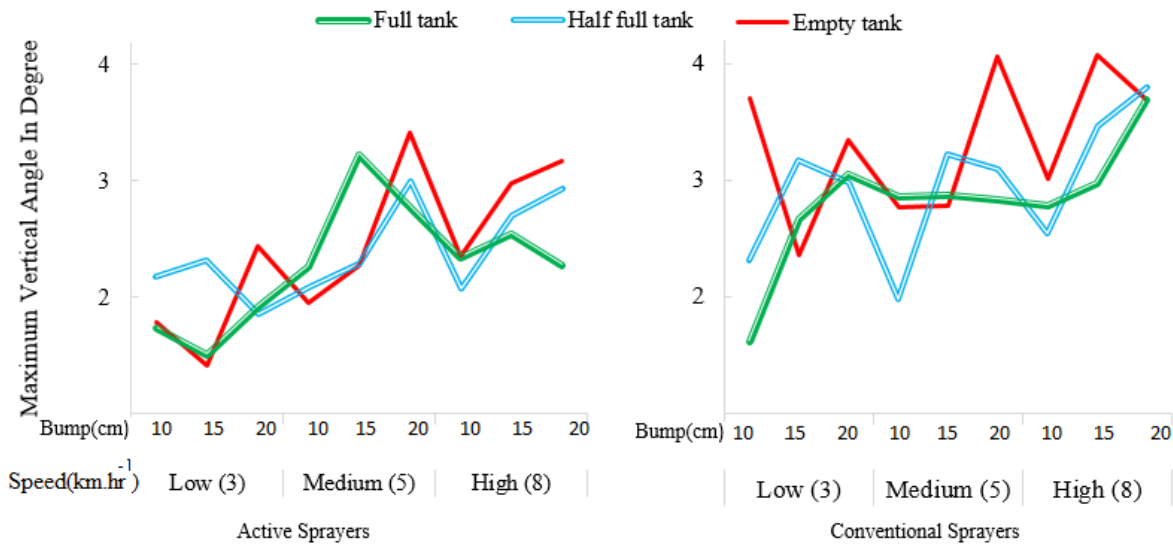 Full tank Half full tank Empty tank
Maximum Vertical Angle In Degree
4 4
3 3
2 2
Bump(cm) 10 15 20 10 15 20 10 15 20 Bump(cm) 10 15 20 10 15 20 10 15 20
Speed(km.hr-1) Low (3) Medium (5) High (8) Low (3) Medium (5) High (8)
Active Sprayers Conventional Sprayers